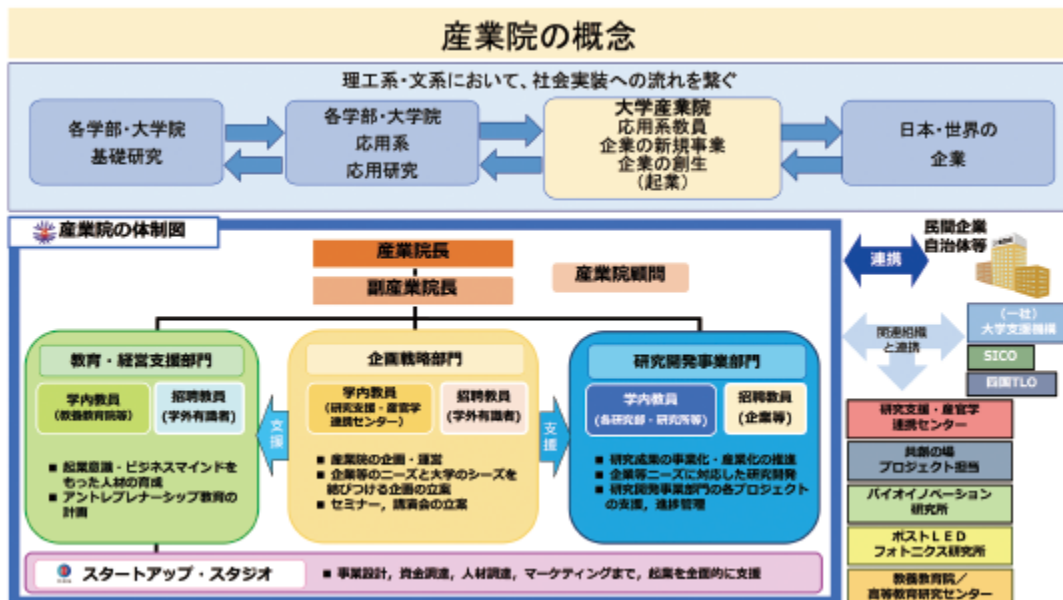 産業院の概念
理工系・文系において、社会実装への流れを繋ぐ
各学部・大学院
基礎研究
各学部・大学院
応用系
応用研究
大学産業院
応用系教員
企業の新規事業
企業の創生
（起業）
日本・世界の
企業
産業院の体制図
産業院長
副産業院長
産業院顧問
教育・経営支援部門
学内教員
（教養教育院等）
招聘教員
（学外有識者）
■ 起業意識・ビジネスマインドを
もった人材の育成
■ アントレプレナーシップ教育の
計画
支援
企画戦略部門
学内教員
（研究支援・産官学
連携センター）
招聘教員
（学外有識者）
■ 産業院の企画・運営
■ 企業等のニーズと大学のシーズを
結びつける企画の立案
■ セミナー，講演会の立案
支援
研究開発事業部門
学内教員
（各研究部・研究所等）
招聘教員
（企業等）
■ 研究成果の事業化・産業化の推進
■ 企業等ニーズに対応した研究開発
■ 研究開発事業部門の各プロジェクト
の支援，進捗管理
スタートアップ・スタジオ
■ 事業設計，資金調達，人材調達，マーケティングまで，起業を全面的に支援
連携
民間企業
自治体等
関連組織
と連携
（一社）
大学支援機構
SICO
四国TLO
研究支援・産官学
連携センター
共創の場
プロジェクト担当
バイオイノベーション
研究所
ポストＬＥＤ
フォトニクス研究所
教養教育院／
高等教育研究センター